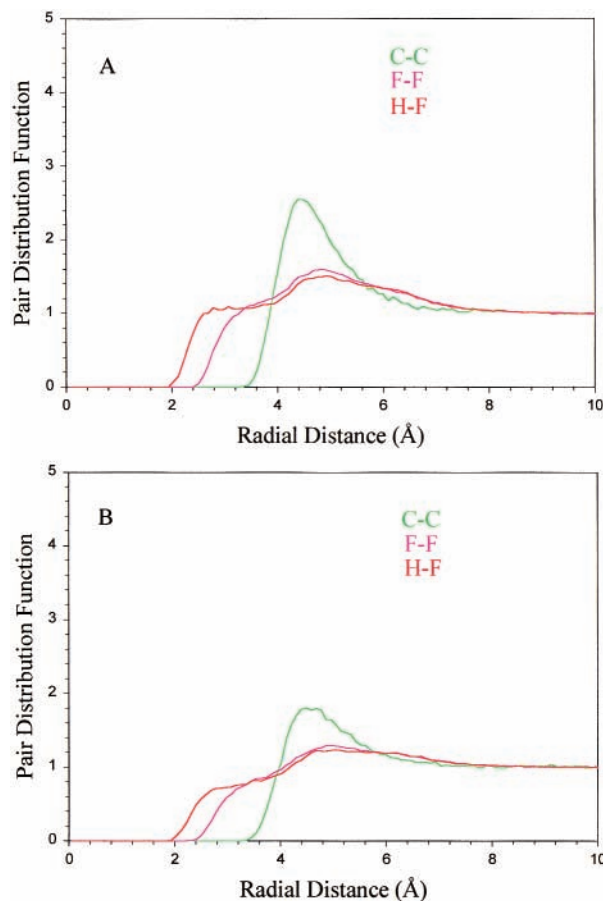 5
A
C-C
F-F
H-F
4
3
2
1
0
Pair Distribution Function
0 2 4 6 8 10
Radial Distance (Å)
5
B
C-C
F-F
H-F
4
3
2
1
0
Pair Distribution Function
0 2 4 6 8 10
Radial Distance (Å)